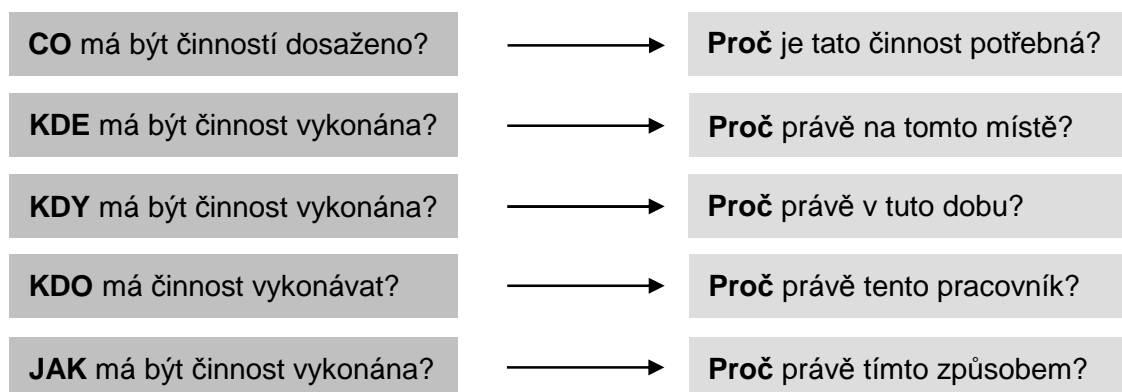 CO má být činností dosaženo? Proč je tato činnost potřebná?
KDE má být činnost vykonána? Proč právě na tomto místě?
KDY má být činnost vykonána? Proč právě v tuto dobu?
KDO má činnost vykonávat? Proč právě tento pracovník?
JAK má být činnost vykonána? Proč právě tímto způsobem?